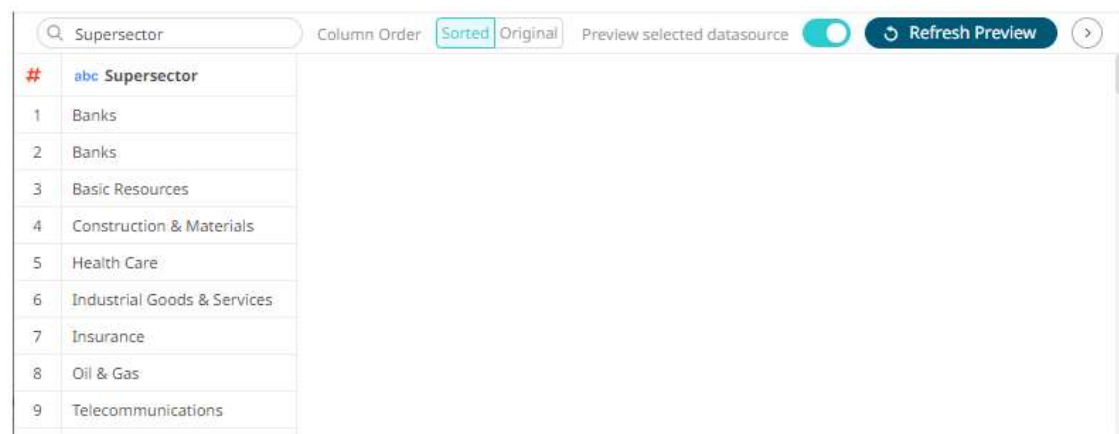 Supersector Column Order Sorted Original Preview selected datasource Refresh Preview
# abc Supersector
1 Banks
2 Banks
3 Basic Resources
4 Construction & Materials
5 Health Care
6 Industrial Goods & Services
7 Insurance
8 Oil & Gas
9 Telecommunications